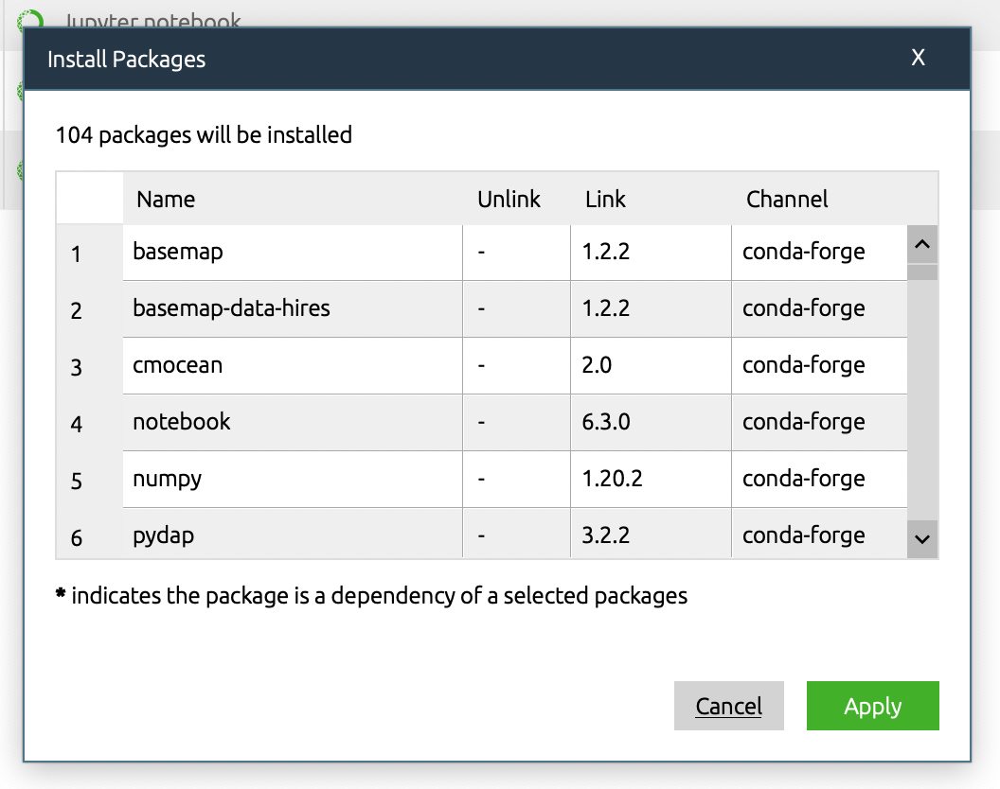 Jupyter notebook
Install Packages X
104 packages will be installed
Name Unlink Link Channel
1 basemap - 1.2.2 conda-forge
2 basemap-data-hires - 1.2.2 conda-forge
3 cmocean - 2.0 conda-forge
4 notebook - 6.3.0 conda-forge
5 numpy - 1.20.2 conda-forge
6 pydap - 3.2.2 conda-forge
* indicates the package is a dependency of a selected packages
Cancel Apply